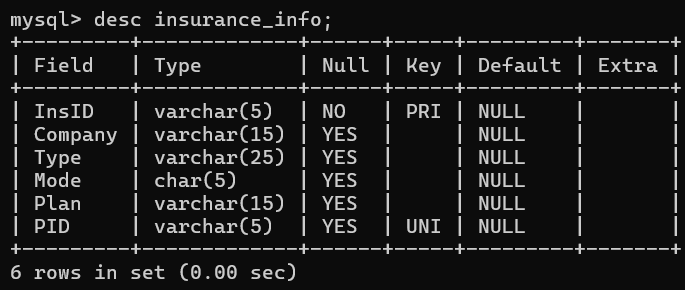 mysql> desc insurance_info;
+---------+-------------+------+-----+---------+-------+
| Field   | Type        | Null | Key | Default | Extra |
+---------+-------------+------+-----+---------+-------+
| InsID   | varchar(5)  | NO   | PRI | NULL    |       |
| Company | varchar(15) | YES  |     | NULL    |       |
| Type    | varchar(25) | YES  |     | NULL    |       |
| Mode    | char(5)     | YES  |     | NULL    |       |
| Plan    | varchar(15) | YES  |     | NULL    |       |
| PID     | varchar(5)  | YES  | UNI | NULL    |       |
+---------+-------------+------+-----+---------+-------+
6 rows in set (0.00 sec)